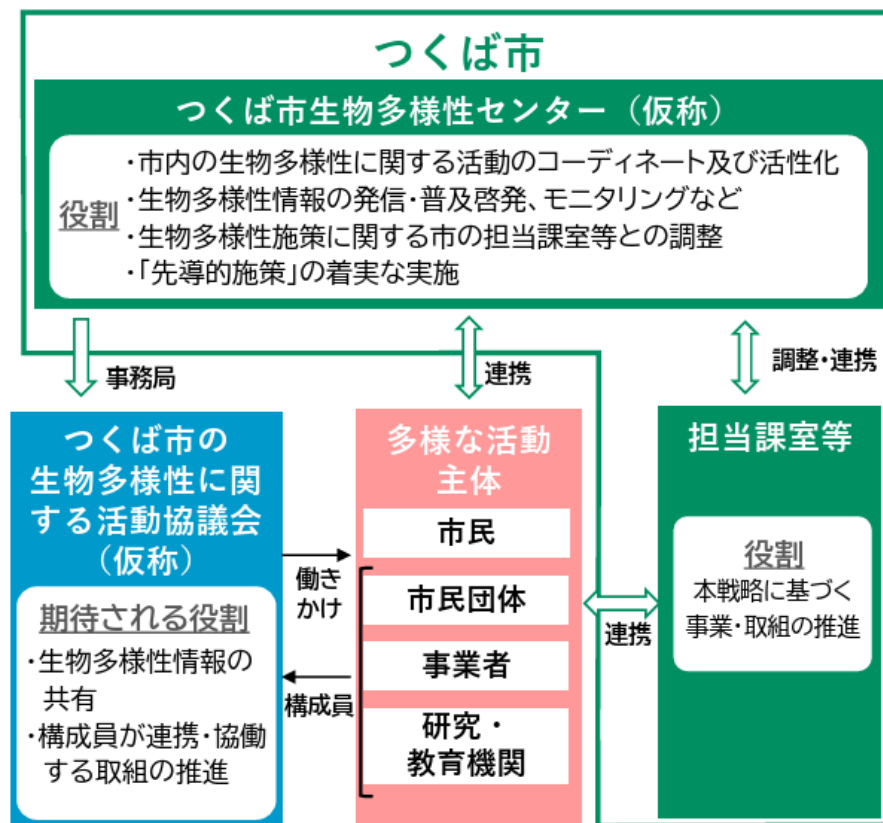 つくば市
つくば市生物多様性センター（仮称）
役割
・市内の生物多様性に関する活動のコーディネート及び活性化
・生物多様性情報の発信・普及啓発、モニタリングなど
・生物多様性施策に関する市の担当課室等との調整
・「先導的施策」の着実な実施
事務局
連携
調整・連携
つくば市の
生物多様性に関
する活動協議会
（仮称）
期待される役割
・生物多様性情報の
共有
・構成員が連携・協働
する取組の推進
働き
かけ
構成員
多様な活動
主体
市民
市民団体
事業者
研究・
教育機関
連携
担当課室等
役割
本戦略に基づく
事業・取組の推進